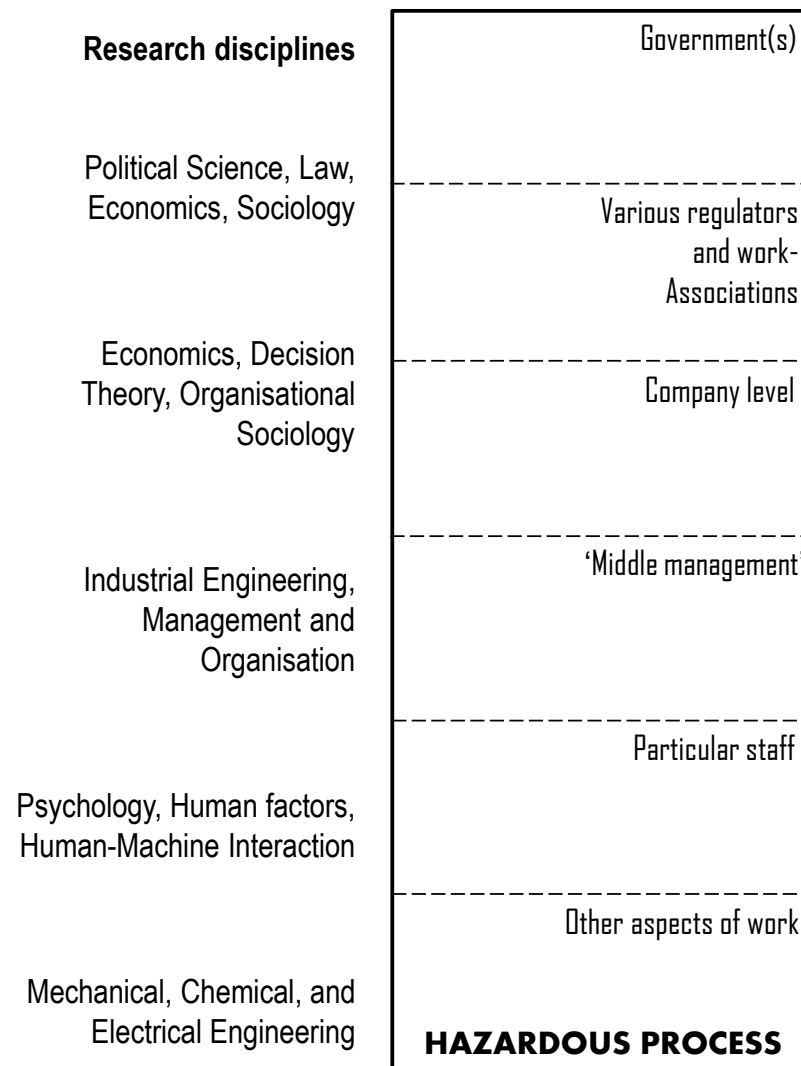 Research disciplines
Government(s)
Political Science, Law,
Economics, Sociology
Various regulators
and work-
Associations
Economics, Decision
Theory, Organisational
Sociology
Company level
Industrial Engineering,
Management and
Organisation
‘Middle management’
Particular staff
Psychology, Human factors,
Human-Machine Interaction
Other aspects of work
Mechanical, Chemical, and
Electrical Engineering
HAZARDOUS PROCESS